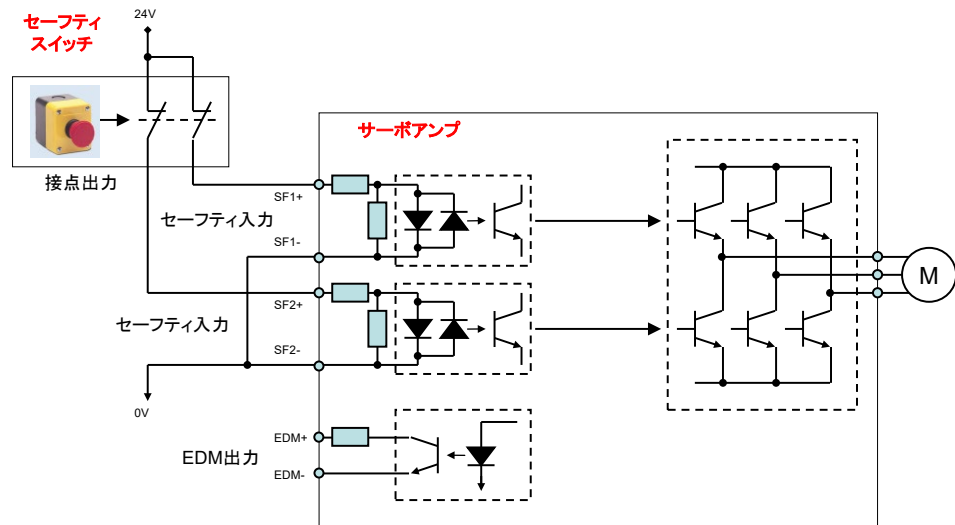 セーフティ
スイッチ
24V
接点出力
サーボアンプ
SF1+
セーフティ入力
SF1-
SF2+
セーフティ入力
SF2-
0V
EDM+
EDM出力
EDM-
M